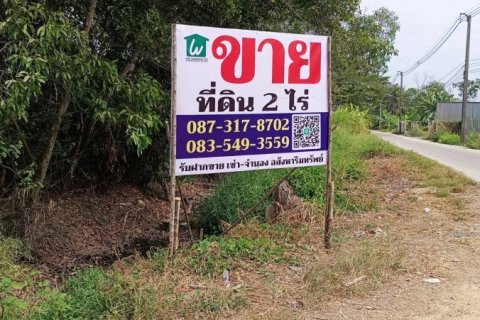 ขาย
ที่ดิน 2 ไร่
087-317-8702
083-549-3559
รับฝากขาย เช่า-จำนอง อสังหาริมทรัพย์